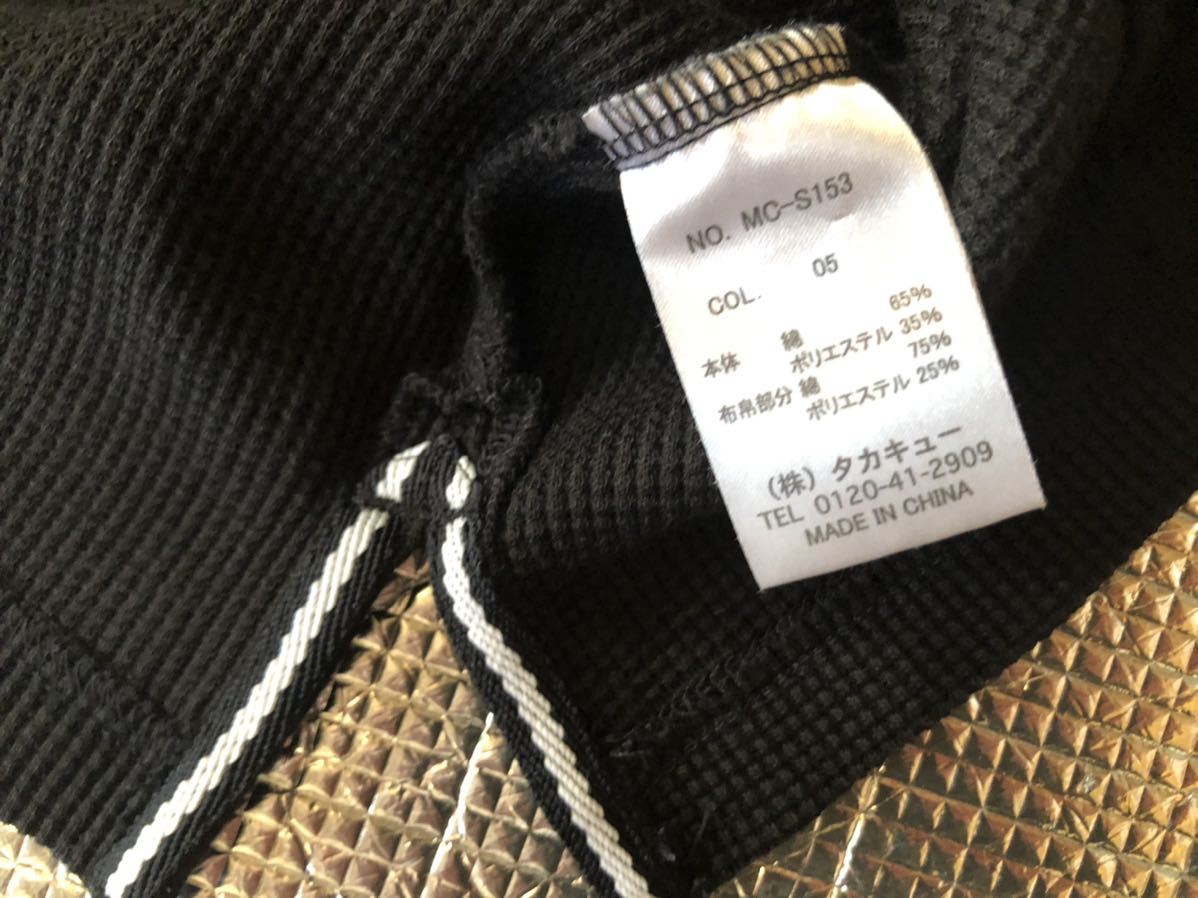 NO. MC-S153
COL. 05
本体 綿 65%
ポリエステル 35%
布帛部分 綿 75%
ポリエステル 25%
(株) タカキュー
TEL 0120-41-2909
MADE IN CHINA